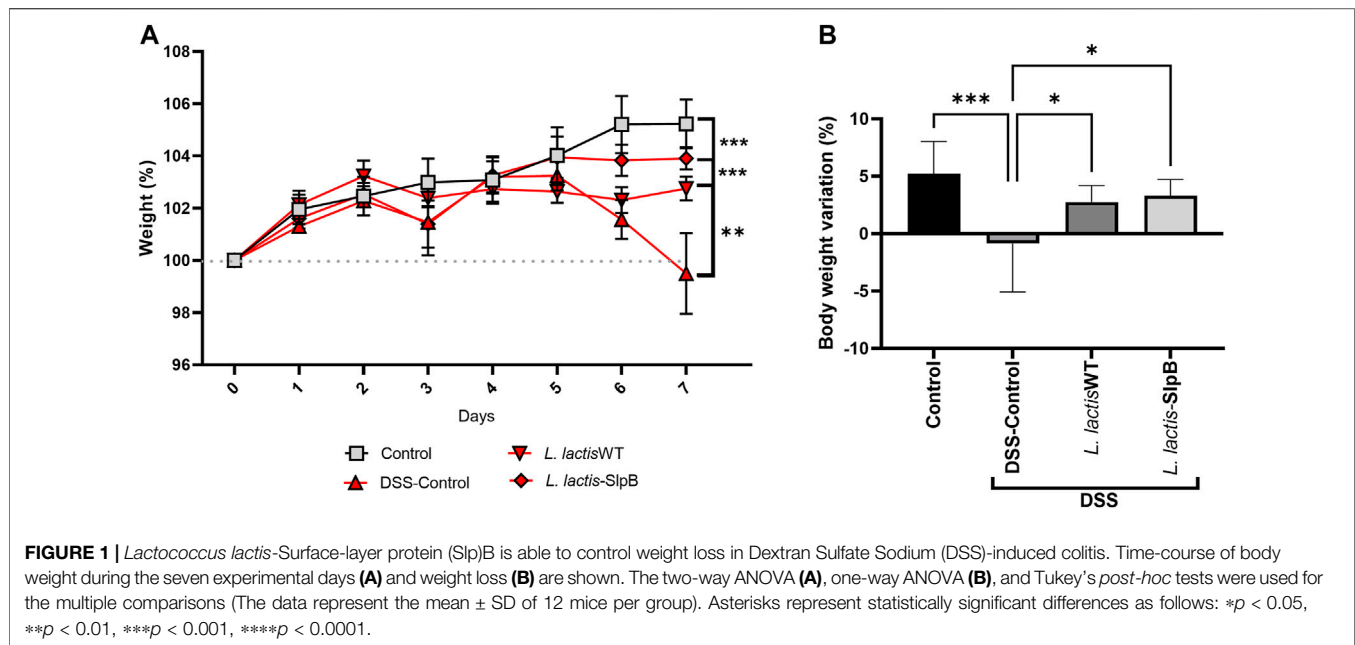 A
108
106
104
102
100
98
96
Weight (%)
***
***
**
0 1 2 3 4 5 6 7
Days
Control
DSS-Control
L. lactisWT
L. lactis-SlpB
B
*
***
*
10
5
0
-5
-10
Body weight variation (%)
Control
DSS-Control
L. lactisWT
L. lactis-SlpB
DSS
FIGURE 1 | Lactococcus lactis-Surface-layer protein (Slp)B is able to control weight loss in Dextran Sulfate Sodium (DSS)-induced colitis. Time-course of body
weight during the seven experimental days (A) and weight loss (B) are shown. The two-way ANOVA (A), one-way ANOVA (B), and Tukey's post-hoc tests were used for
the multiple comparisons (The data represent the mean ± SD of 12 mice per group). Asterisks represent statistically significant differences as follows: ∗p < 0.05,
∗∗p < 0.01, ∗∗∗p < 0.001, ∗∗∗∗p < 0.0001.